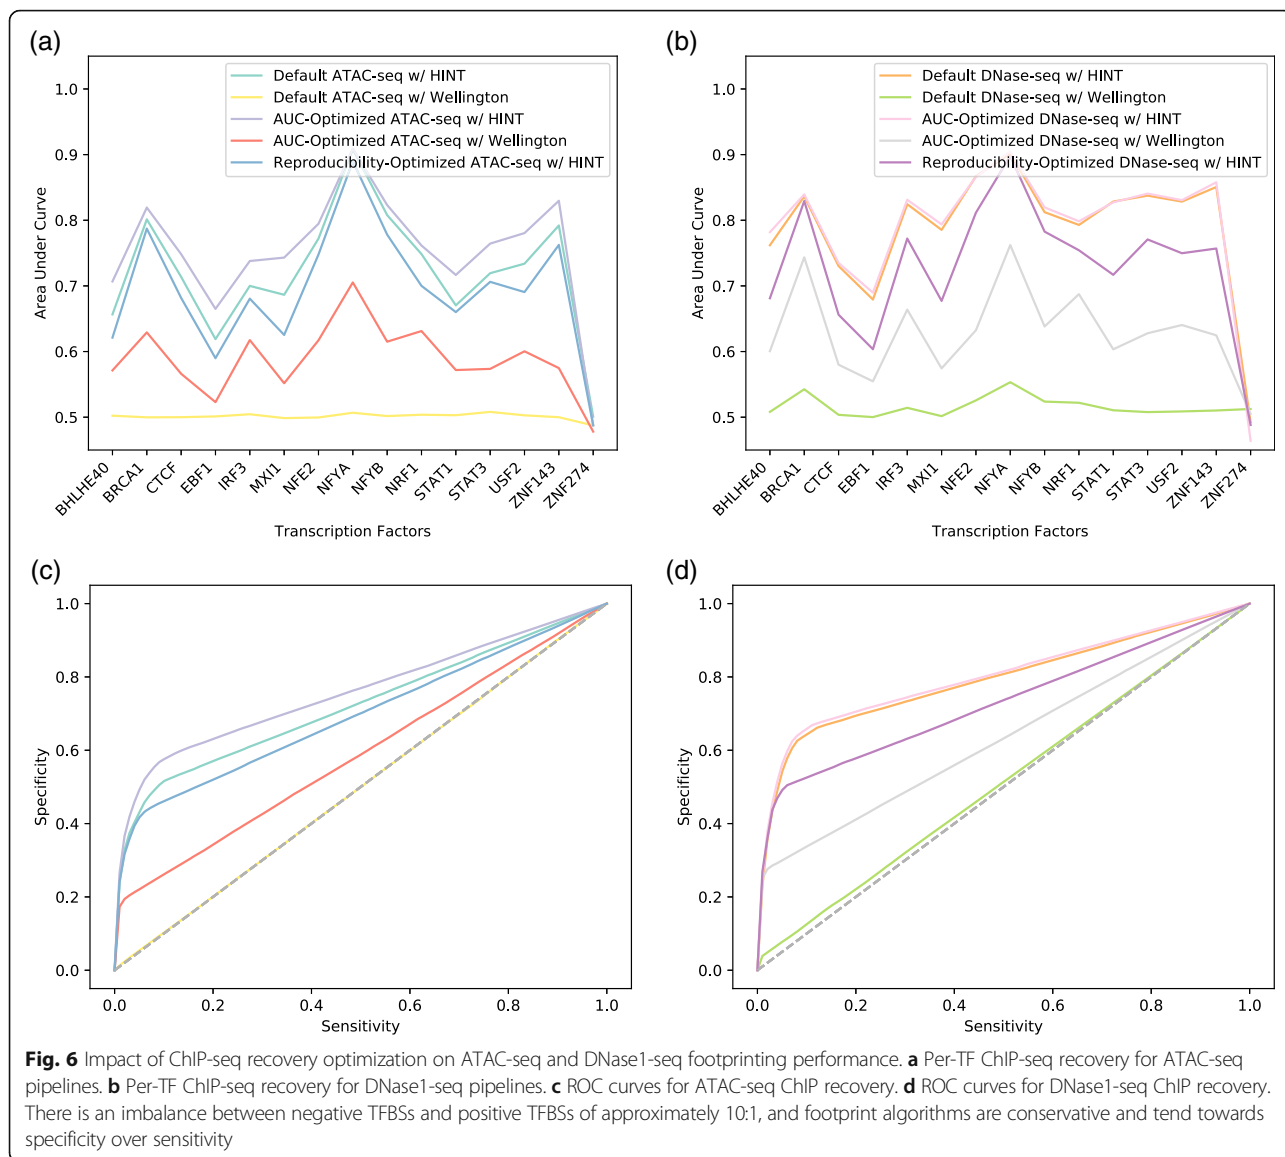 (a)
Default ATAC-seq w/ HINT
Default ATAC-seq w/ Wellington
AUC-Optimized ATAC-seq w/ HINT
AUC-Optimized ATAC-seq w/ Wellington
Reproducibility-Optimized ATAC-seq w/ HINT
Area Under Curve
1.0
0.9
0.8
0.7
0.6
0.5
BHLHE40
BRCA1
CTCF
EBF1
IRF3
MXI1
NFE2
NFYA
NFYB
NRF1
STAT1
STAT3
USF2
ZNF143
ZNF274
Transcription Factors
(b)
Default DNase-seq w/ HINT
Default DNase-seq w/ Wellington
AUC-Optimized DNase-seq w/ HINT
AUC-Optimized DNase-seq w/ Wellington
Reproducibility-Optimized DNase-seq w/ HINT
Area Under Curve
1.0
0.9
0.8
0.7
0.6
0.5
BHLHE40
BRCA1
CTCF
EBF1
IRF3
MXI1
NFE2
NFYA
NFYB
NRF1
STAT1
STAT3
USF2
ZNF143
ZNF274
Transcription Factors
(c)
Specificity
1.0
0.8
0.6
0.4
0.2
0.0
0.0
0.2
0.4
0.6
0.8
1.0
Sensitivity
(d)
Specificity
1.0
0.8
0.6
0.4
0.2
0.0
0.0
0.2
0.4
0.6
0.8
1.0
Sensitivity
Fig. 6 Impact of ChIP-seq recovery optimization on ATAC-seq and DNase1-seq footprinting performance. a Per-TF ChIP-seq recovery for ATAC-seq
pipelines. b Per-TF ChIP-seq recovery for DNase1-seq pipelines. c ROC curves for ATAC-seq ChIP recovery. d ROC curves for DNase1-seq ChIP recovery.
There is an imbalance between negative TFBSs and positive TFBSs of approximately 10:1, and footprint algorithms are conservative and tend towards
specificity over sensitivity